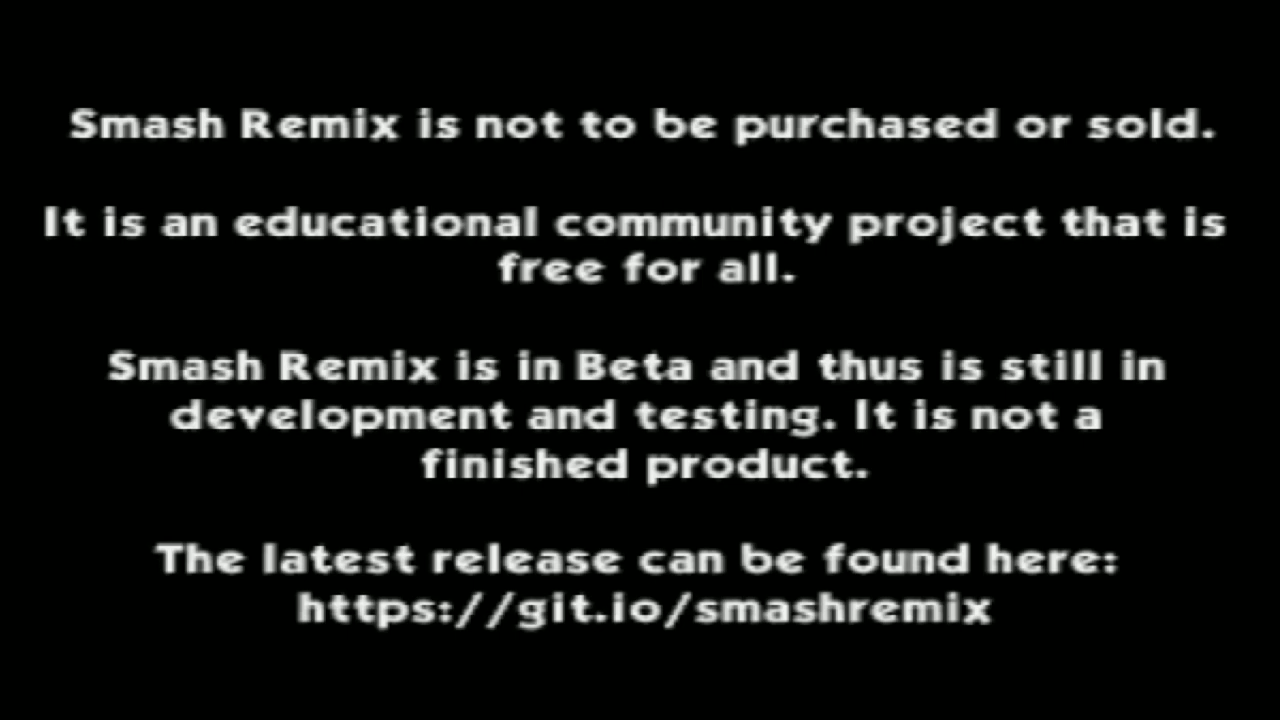 Smash Remix is not to be purchased or sold.
It is an educational community project that is
free for all.
Smash Remix is in Beta and thus is still in
development and testing. It is not a
finished product.
The latest release can be found here:
https://git.io/smashremix